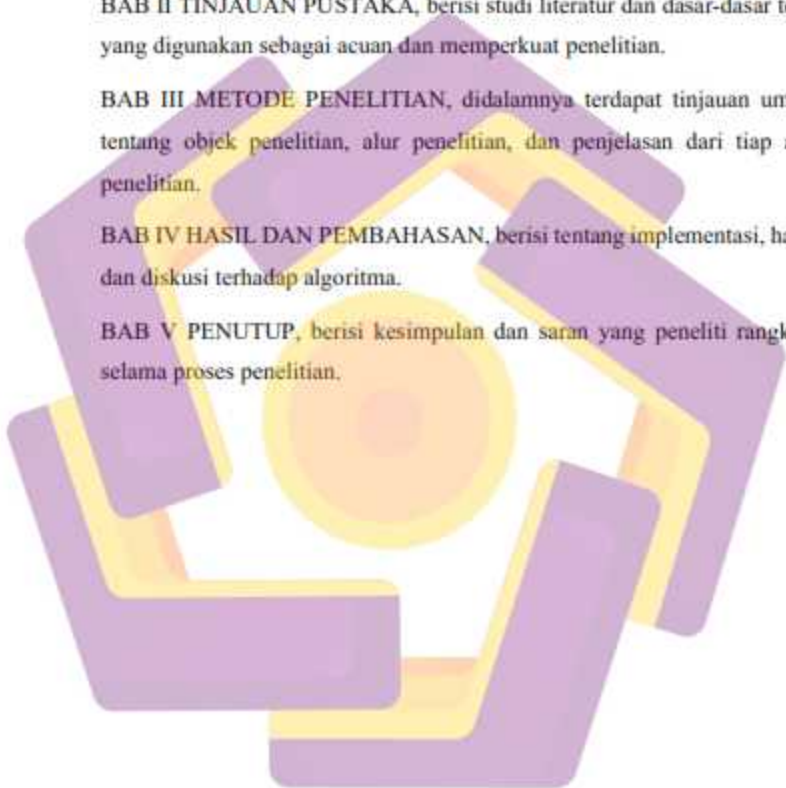 BAB II TINJAUAN PUSTAKA, berisi studi literatur dan dasar-dasar
yang digunakan sebagai acuan dan memperkuat penelitian.
BAB III METODE PENELITIAN, didalamnya terdapat tinjauan
tentang objek penelitian, alur penelitian, dan penjelasan dari tiap
penelitian.
BAB IV HASIL DAN PEMBAHASAN, berisi tentang implementasi,
dan diskusi terhadap algoritma.
BAB V PENUTUP, berisi kesimpulan dan saran yang peneliti
selama proses penelitian.